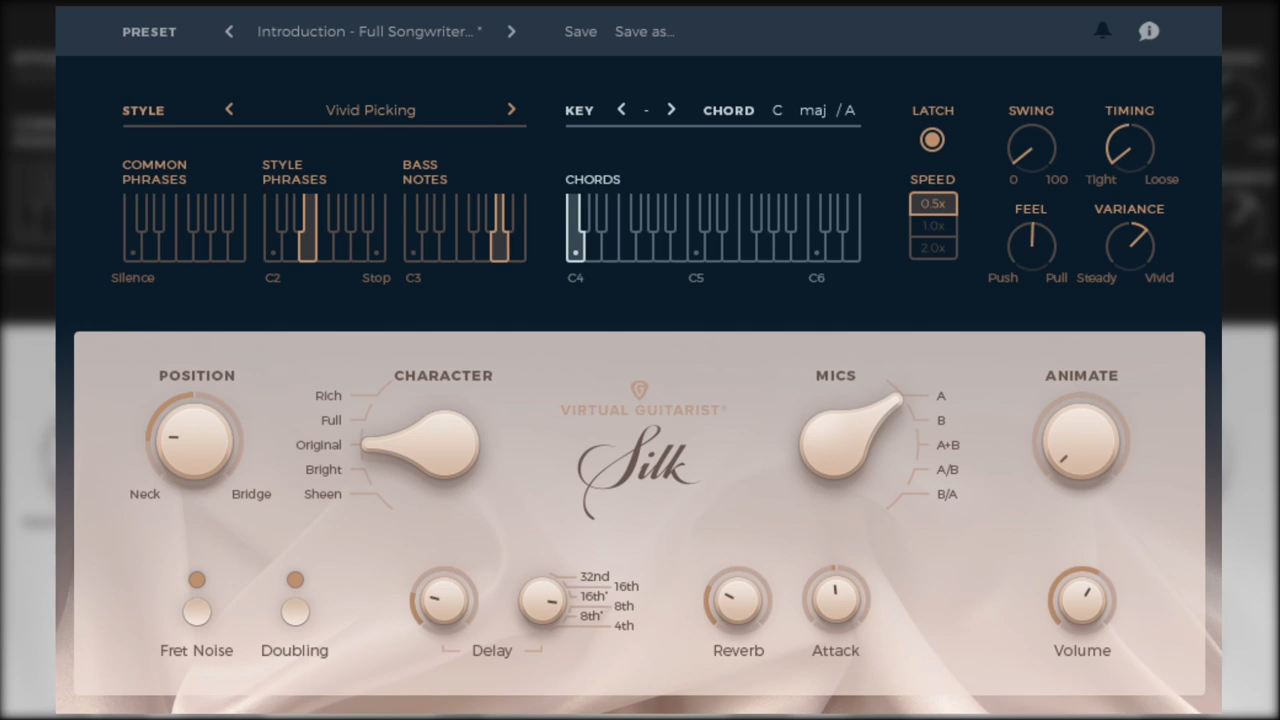 PRESET
Introduction - Full Songwriter... *
Save
Save as...
STYLE
Vivid Picking
KEY
-
CHORD
C maj / A
LATCH
SWING
TIMING
0
100
Tight
Loose
COMMON
PHRASES
STYLE
PHRASES
BASS
NOTES
CHORDS
SPEED
0.5x
1.0x
2.0x
FEEL
VARIANCE
Push
Pull
Steady
Vivid
Silence
C2
Stop
C3
C4
C5
C6
POSITION
Neck
Bridge
CHARACTER
Rich
Full
Original
Bright
Sheen
VIRTUAL GUITARIST®
Silk
MICS
A
B
A+B
A/B
B/A
ANIMATE
Fret Noise
Doubling
Delay
32nd
16th
16th*
8th
8th*
4th
Reverb
Attack
Volume